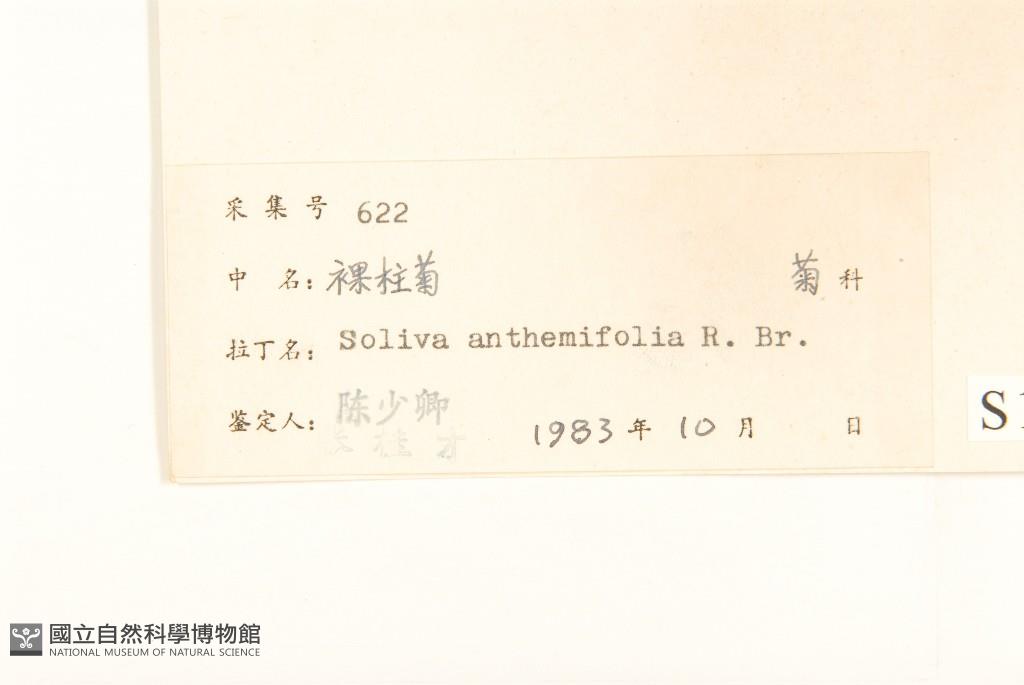 采集号 622
中 名：裸柱菊 菊科
拉丁名：Soliva anthemifolia R. Br.
鉴定人：陈少卿 1983年10月 日
桂才
S
國立自然科學博物館
NATIONAL MUSEUM OF NATURAL SCIENCE